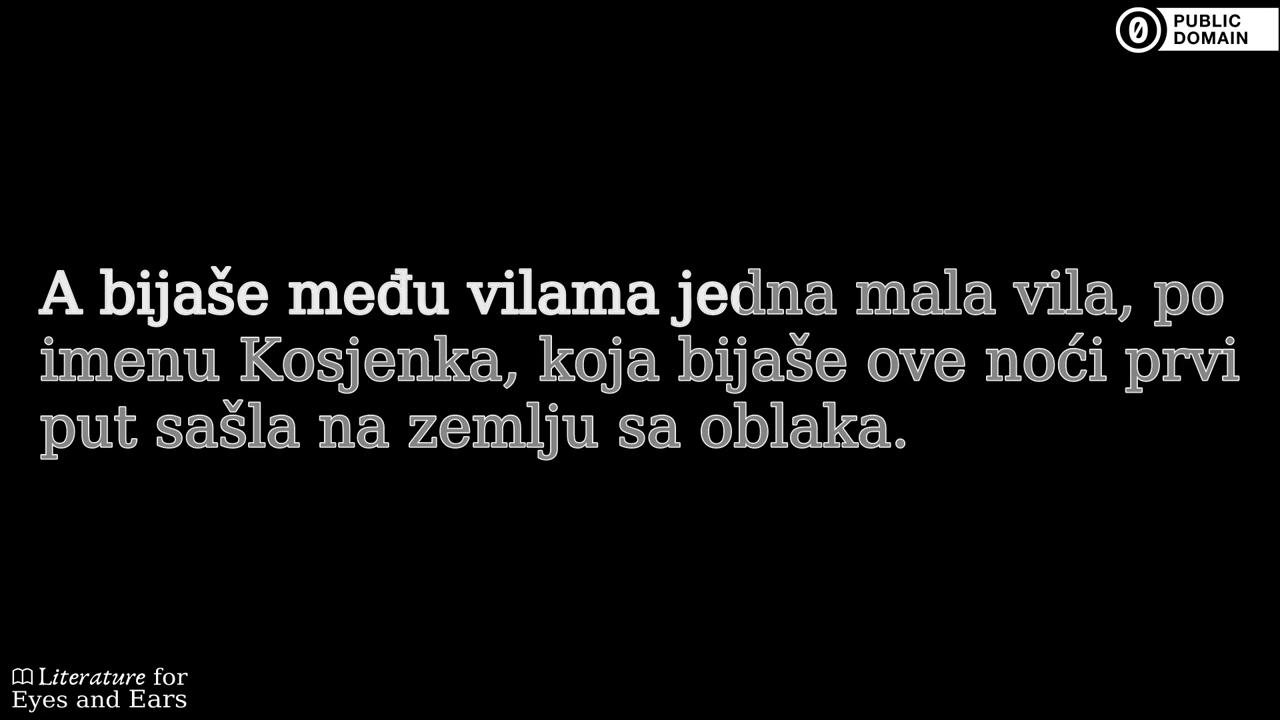 PUBLIC
DOMAIN
A bijaše među vilama jedna mala vila, po
imenu Kosjenka, koja bijaše ove noći prvi
put sašla na zemlju sa oblaka.
Literature for
Eyes and Ears